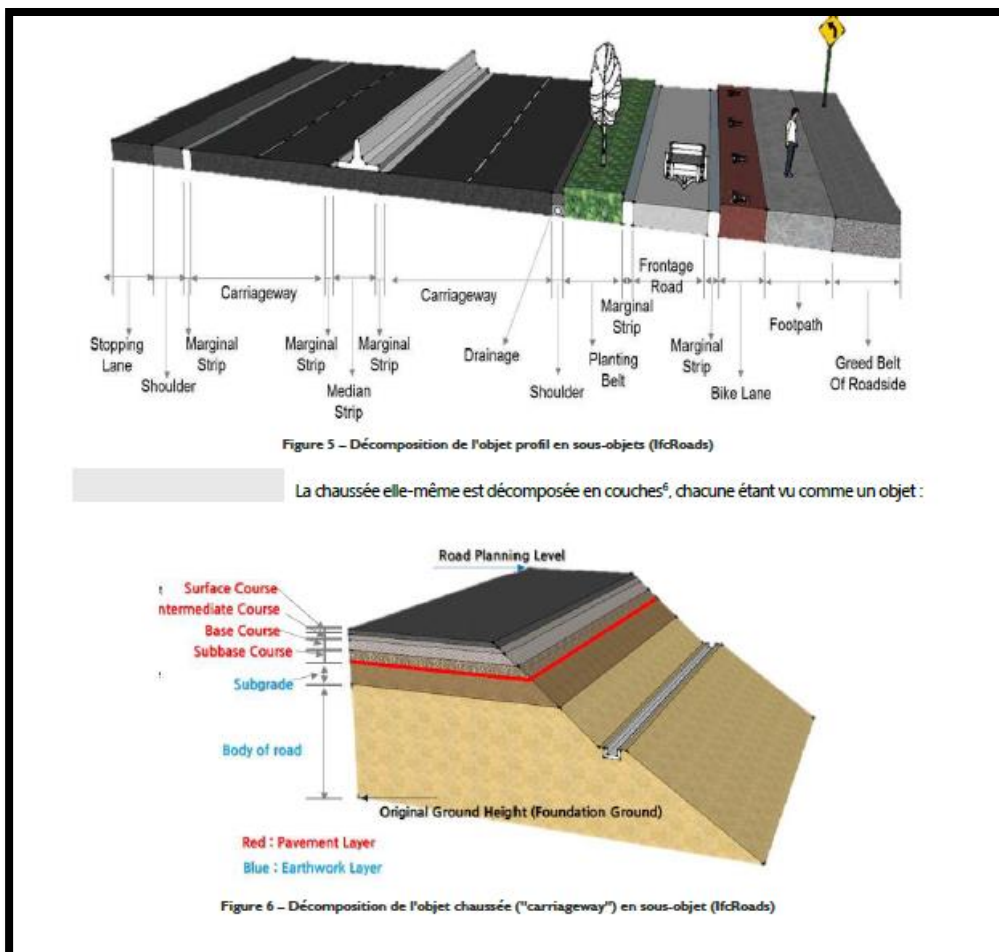 Stopping
Lane
Shoulder
Marginal
Strip
Carriageway
Marginal
Strip
Median
Strip
Marginal
Strip
Carriageway
Drainage
Shoulder
Planting
Belt
Marginal
Strip
Frontage
Road
Marginal
Strip
Bike Lane
Footpath
Greed Belt
Of Roadside
Figure 5 – Décomposition de l'objet profil en sous-objets (IfcRoads)
La chaussée elle-même est décomposée en couches⁶, chacune étant vu comme un objet :
Road Planning Level
Surface Course
ntermediate Course
Base Course
Subbase Course
Subgrade
Body of road
Original Ground Height (Foundation Ground)
Red : Pavement Layer
Blue : Earthwork Layer
Figure 6 – Décomposition de l'objet chaussée ("carriageway") en sous-objet (IfcRoads)